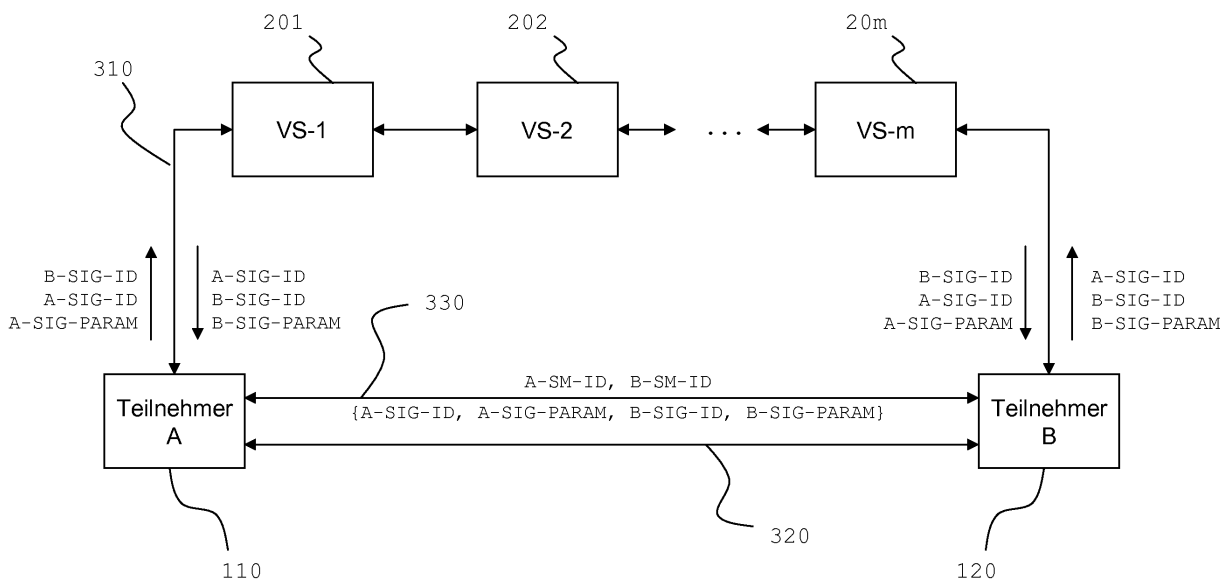 201
202
20m
310
VS-1
VS-2
...
VS-m
B-SIG-ID
A-SIG-ID
A-SIG-PARAM
A-SIG-ID
B-SIG-ID
B-SIG-PARAM
B-SIG-ID
A-SIG-ID
A-SIG-PARAM
A-SIG-ID
B-SIG-ID
B-SIG-PARAM
330
Teilnehmer
A
A-SM-ID, B-SM-ID
{A-SIG-ID, A-SIG-PARAM, B-SIG-ID, B-SIG-PARAM}
Teilnehmer
B
110
320
120